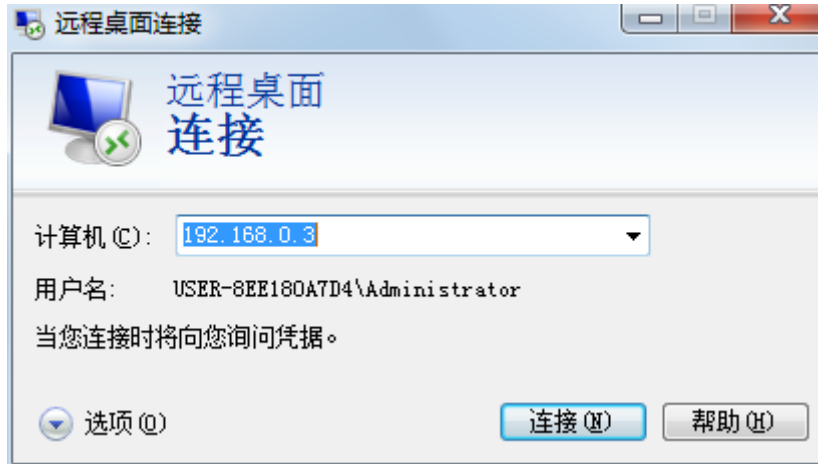 远程桌面连接
远程桌面
连接
计算机(C): 192.168.0.3
用户名: USER-8EE180A7D4\Administrator
当您连接时将向您询问凭据。
选项(O) 连接(N) 帮助(H)